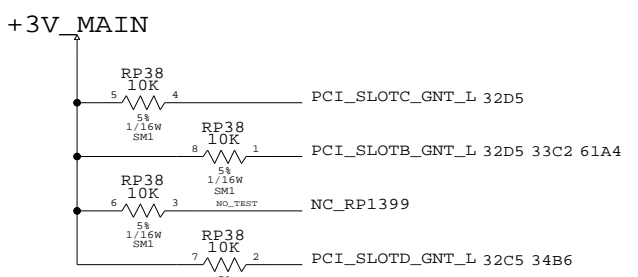 +3V_MAIN
RP38
10K
5 4 PCI_SLOTC_GNT_L 32D5
5%
1/16W
SM1
RP38
10K
8 1 PCI_SLOTB_GNT_L 32D5 33C2 61A4
5%
1/16W
SM1
RP38
10K
6 3 NO_TEST NC_RP1399
5%
1/16W
SM1
RP38
10K
7 2 PCI_SLOTD_GNT_L 32C5 34B6